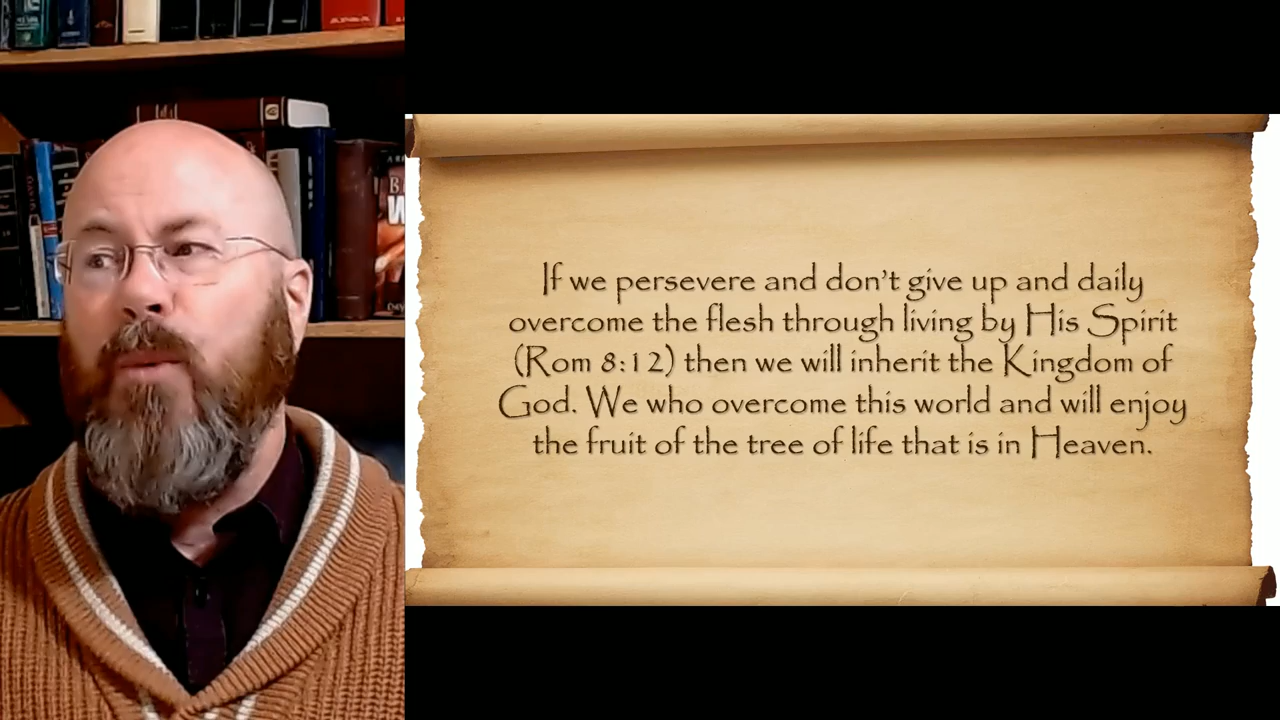 If we persevere and don't give up and daily
overcome the flesh through living by His Spirit
(Rom 8:12) then we will inherit the Kingdom of
God. We who overcome this world and will enjoy
the fruit of the tree of life that is in Heaven.